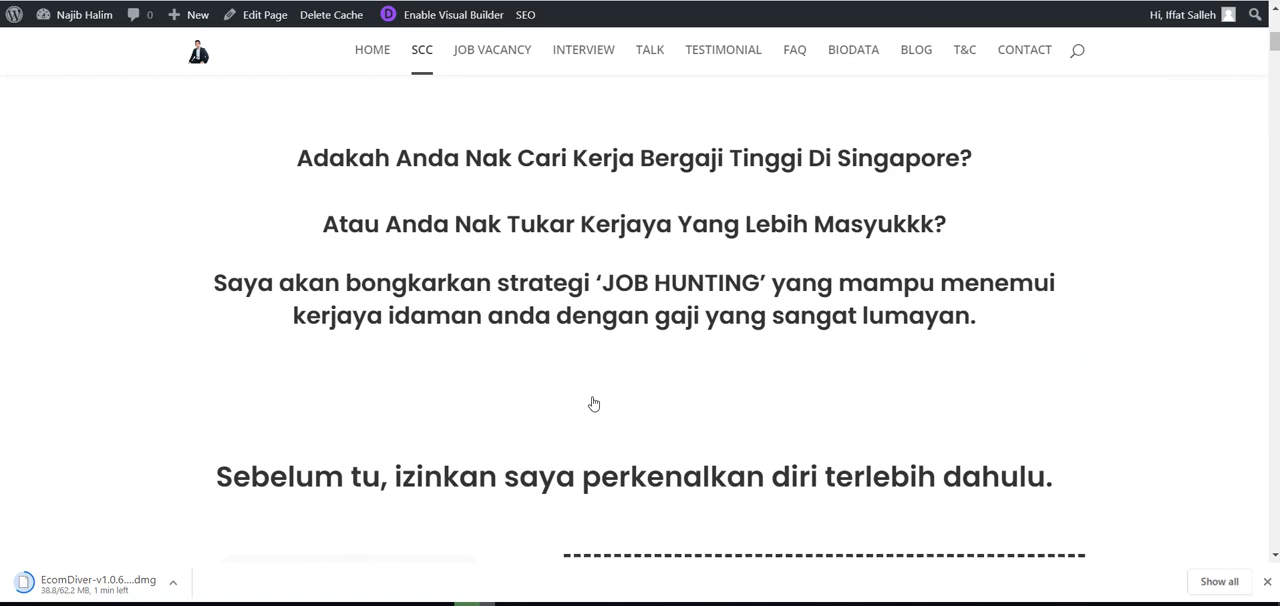 Najib Halim 0 New Edit Page Delete Cache Enable Visual Builder SEO Hi, Iffat Salleh
HOME SCC JOB VACANCY INTERVIEW TALK TESTIMONIAL FAQ BIODATA BLOG T&C CONTACT
Adakah Anda Nak Cari Kerja Bergaji Tinggi Di Singapore?
Atau Anda Nak Tukar Kerjaya Yang Lebih Masyukkk?
Saya akan bongkarkan strategi ‘JOB HUNTING’ yang mampu menemui
kerjaya idaman anda dengan gaji yang sangat lumayan.
Sebelum tu, izinkan saya perkenalkan diri terlebih dahulu.
EcomDiver-v1.0.6....dmg
38.8/62.2 MB, 1 min left
Show all